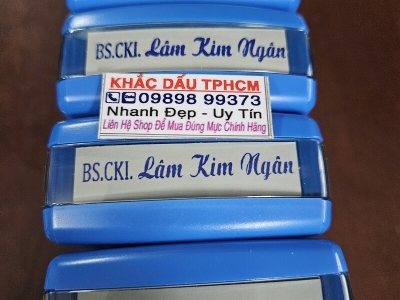 BS.CKI. Lâm Kim Ngân
KHẮC DẤU TPHCM
09898 99373
Nhanh Đẹp - Uy Tín
Liên Hệ Shop Để Mua Đúng Mực Chính Hãng
BS.CKI. Lâm Kim Ngân